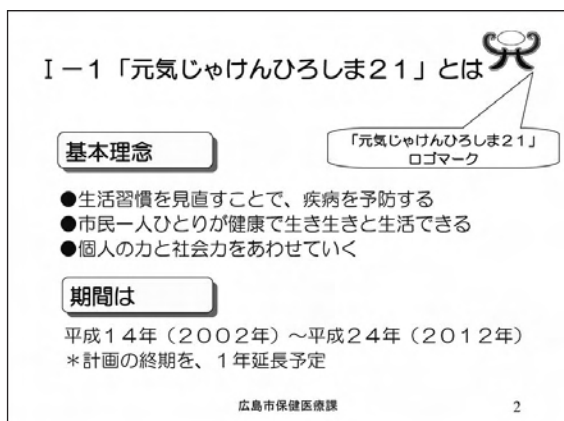 Ⅰ－１「元気じゃけんひろしま２１」とは
「元気じゃけんひろしま２１」
ロゴマーク
基本理念
●生活習慣を見直すことで、疾病を予防する
●市民一人ひとりが健康で生き生きと生活できる
●個人の力と社会力をあわせていく
期間は
平成１４年（２００２年）～平成２４年（２０１２年）
＊計画の終期を、１年延長予定
広島市保健医療課
2